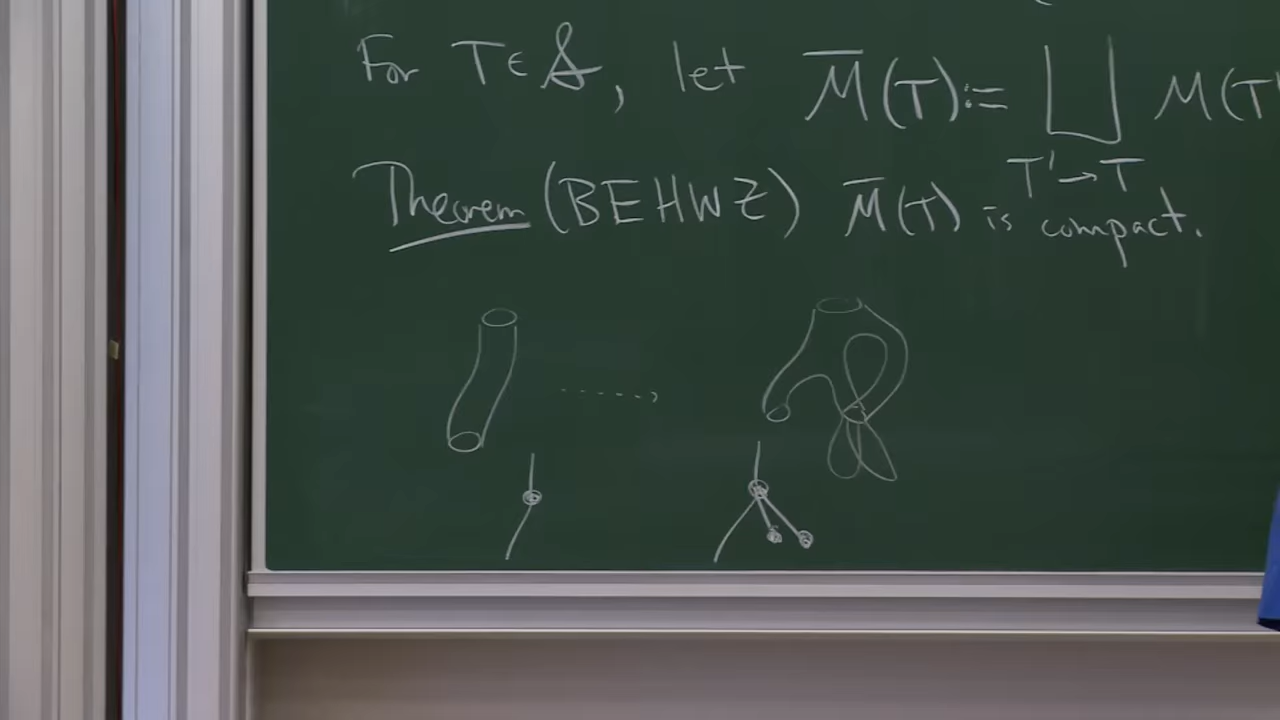 For T ∈ 𝒮, let M̅(T) := ⨆ M(T'
T' → T
Theorem (BEHWZ) M̅(T) is compact.